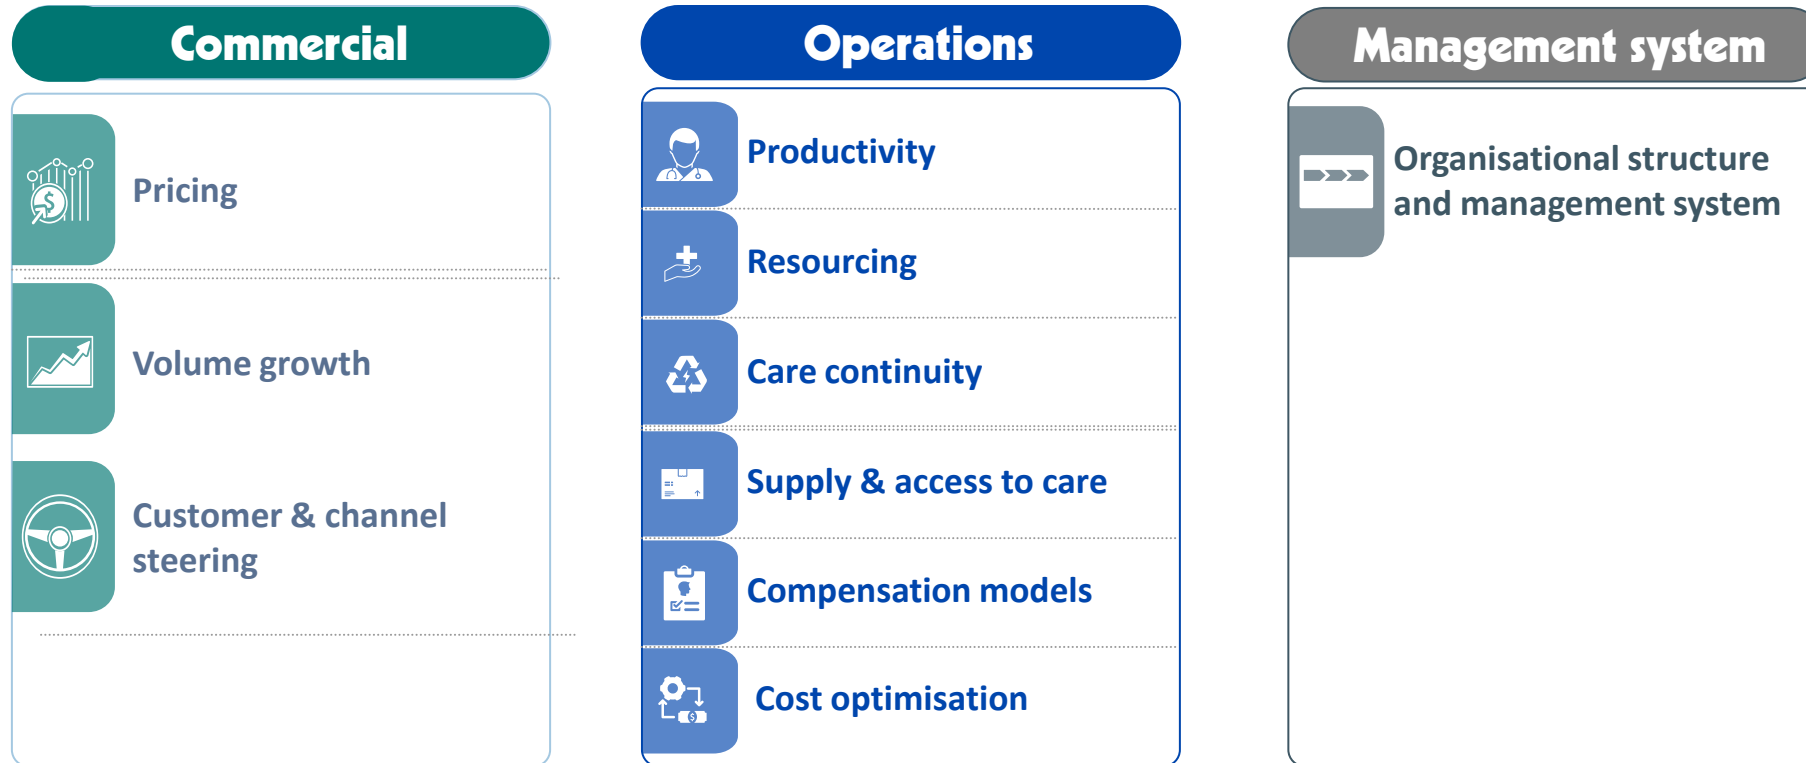 Commercial
Pricing
Volume growth
Customer & channel
steering
Operations
Productivity
Resourcing
Care continuity
Supply & access to care
Compensation models
Cost optimisation
Management system
Organisational structure
and management system